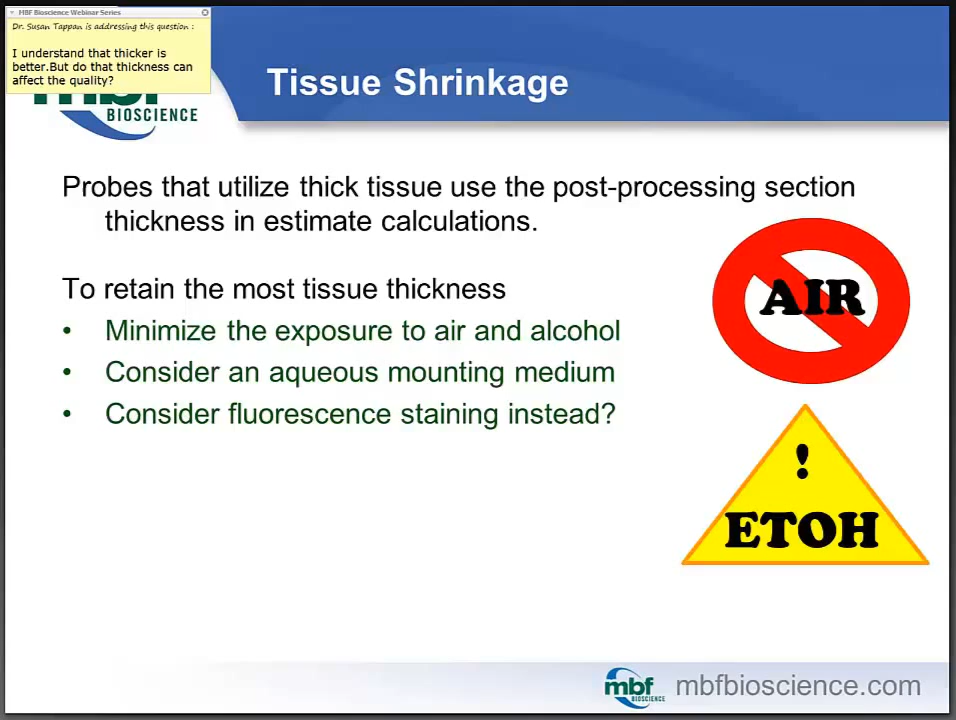 MBF Bioscience Webinar Series
Dr. Susan Tappan is addressing this question :
I understand that thicker is
better.But do that thickness can
affect the quality?
mbf
BIOSCIENCE
Tissue Shrinkage
Probes that utilize thick tissue use the post-processing section
thickness in estimate calculations.
To retain the most tissue thickness
• Minimize the exposure to air and alcohol
• Consider an aqueous mounting medium
• Consider fluorescence staining instead?
AIR
!
ETOH
mbf
BIOSCIENCE
mbfbioscience.com